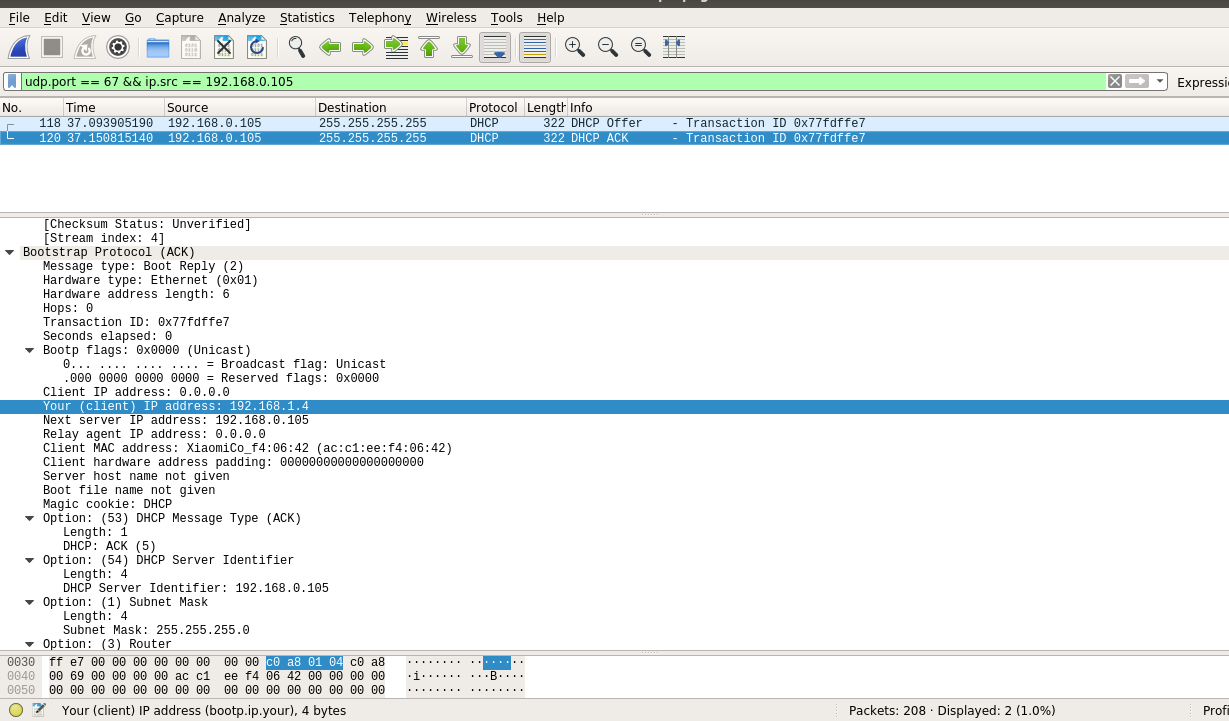 File Edit View Go Capture Analyze Statistics Telephony Wireless Tools Help
udp.port == 67 && ip.src == 192.168.0.105
No. Time Source Destination Protocol Length Info
118 37.093905190 192.168.0.105 255.255.255.255 DHCP 322 DHCP Offer - Transaction ID 0x77fdffe7
120 37.150815140 192.168.0.105 255.255.255.255 DHCP 322 DHCP ACK - Transaction ID 0x77fdffe7
[Checksum Status: Unverified]
[Stream index: 4]
Bootstrap Protocol (ACK)
Message type: Boot Reply (2)
Hardware type: Ethernet (0x01)
Hardware address length: 6
Hops: 0
Transaction ID: 0x77fdffe7
Seconds elapsed: 0
Bootp flags: 0x0000 (Unicast)
0... .... .... .... = Broadcast flag: Unicast
.000 0000 0000 0000 = Reserved flags: 0x0000
Client IP address: 0.0.0.0
Your (client) IP address: 192.168.1.4
Next server IP address: 192.168.0.105
Relay agent IP address: 0.0.0.0
Client MAC address: XiaomiCo_f4:06:42 (ac:c1:ee:f4:06:42)
Client hardware address padding: 00000000000000000000
Server host name not given
Boot file name not given
Magic cookie: DHCP
Option: (53) DHCP Message Type (ACK)
Length: 1
DHCP: ACK (5)
Option: (54) DHCP Server Identifier
Length: 4
DHCP Server Identifier: 192.168.0.105
Option: (1) Subnet Mask
Length: 4
Subnet Mask: 255.255.255.0
Option: (3) Router
0030 ff e7 00 00 00 00 00 00 00 00 c0 a8 01 04 c0 a8 ········ ········
0040 00 69 00 00 00 00 ac c1 ee f4 06 42 00 00 00 00 ·i······ ···B····
0050 00 00 00 00 00 00 00 00 00 00 00 00 00 00 00 00 ········ ········
Your (client) IP address (bootp.ip.your), 4 bytes Packets: 208 · Displayed: 2 (1.0%)